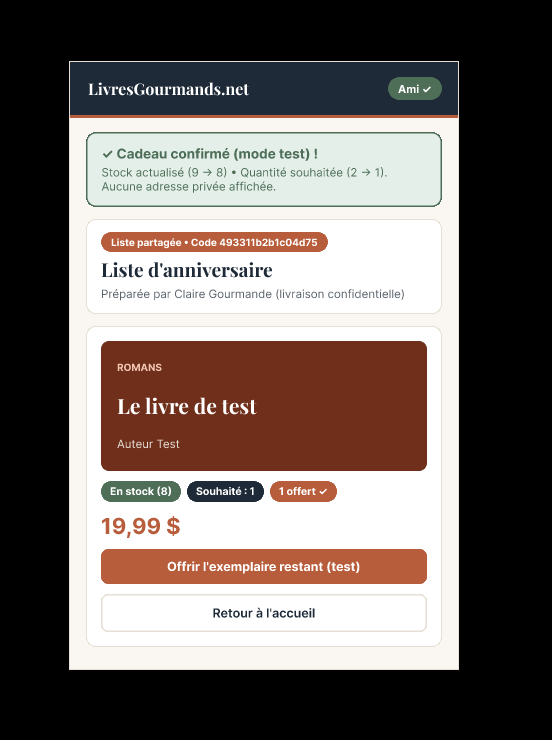 LivresGourmands.net
Ami ✓
✓ Cadeau confirmé (mode test) !
Stock actualisé (9 → 8) • Quantité souhaitée (2 → 1).
Aucune adresse privée affichée.
Liste partagée • Code 493311b2b1c04d75
Liste d'anniversaire
Préparée par Claire Gourmande (livraison confidentielle)
ROMANS
Le livre de test
Auteur Test
En stock (8)
Souhaité : 1
1 offert ✓
19,99 $
Offrir l'exemplaire restant (test)
Retour à l'accueil